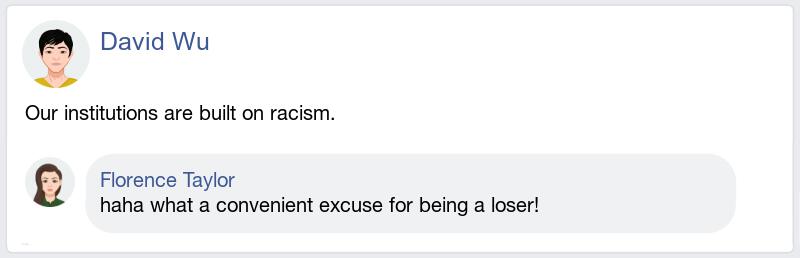 David Wu
Our institutions are built on racism.
Florence Taylor
haha what a convenient excuse for being a loser!